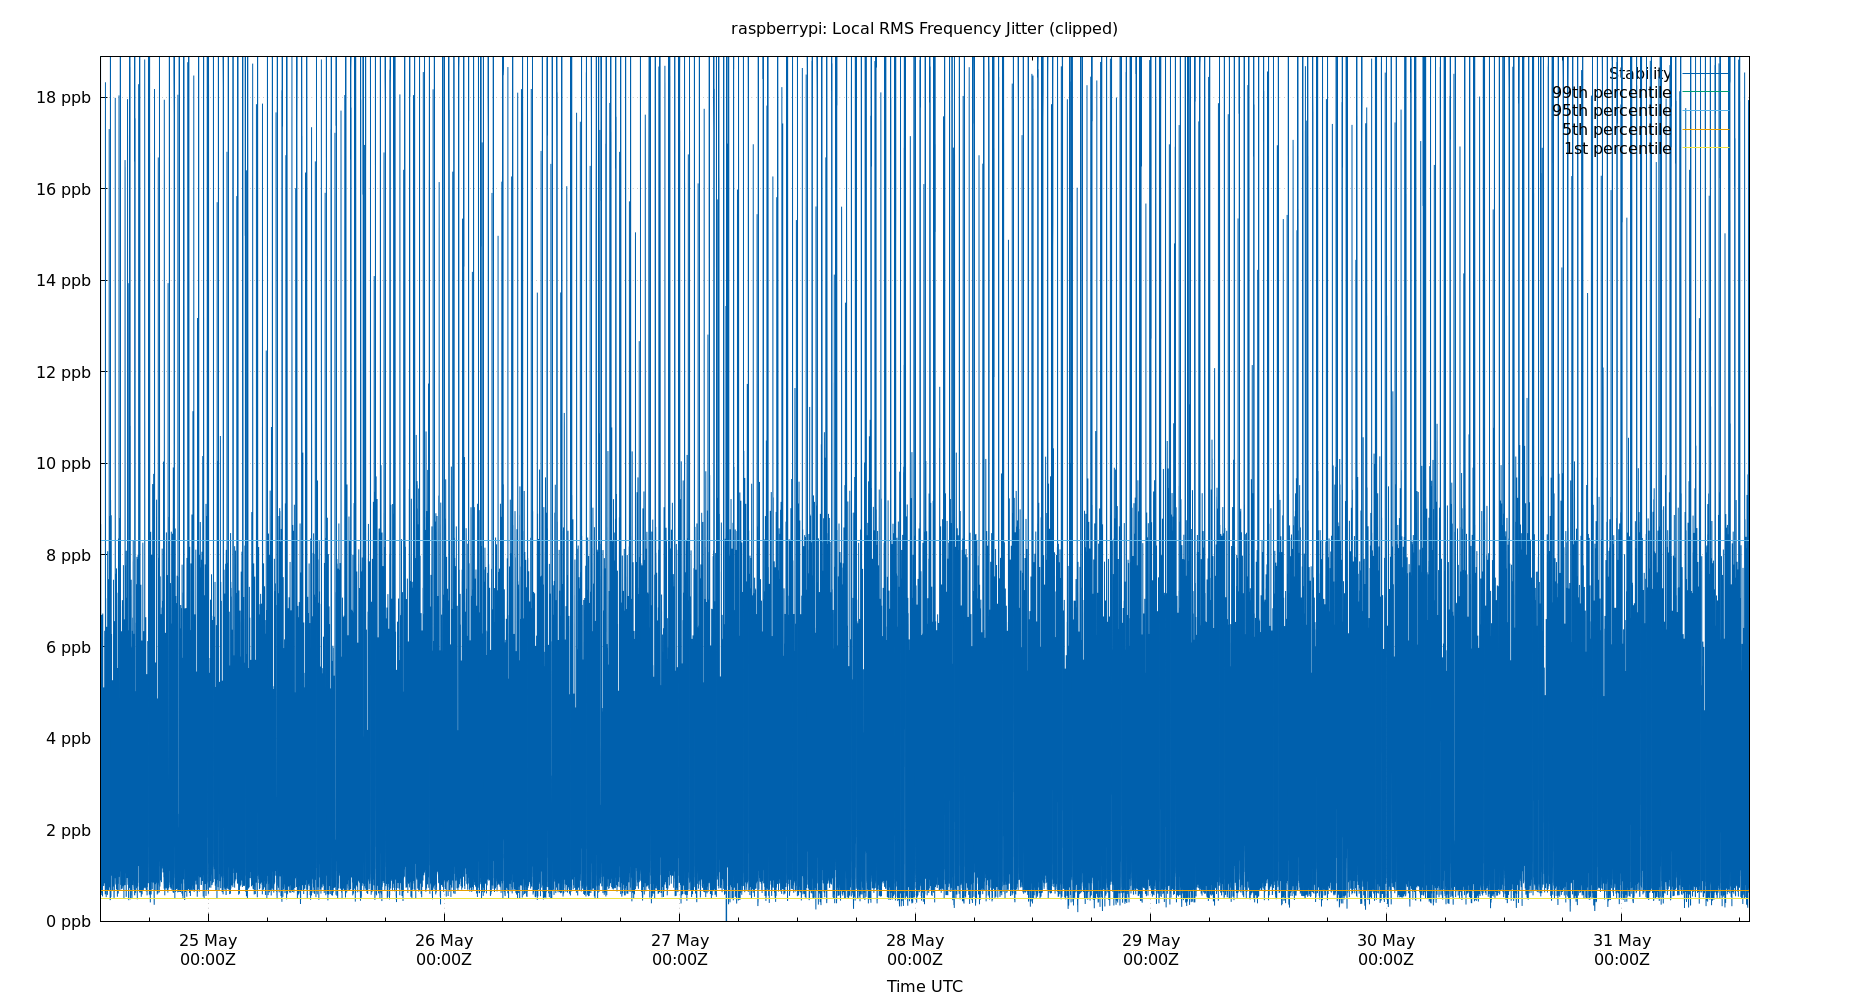 raspberrypi: Local RMS Frequency Jitter (clipped)
Stability
99th percentile
95th percentile
5th percentile
1st percentile
18 ppb
16 ppb
14 ppb
12 ppb
10 ppb
8 ppb
6 ppb
4 ppb
2 ppb
0 ppb
25 May 26 May 27 May 28 May 29 May 30 May 31 May
00:00Z 00:00Z 00:00Z 00:00Z 00:00Z 00:00Z 00:00Z
Time UTC